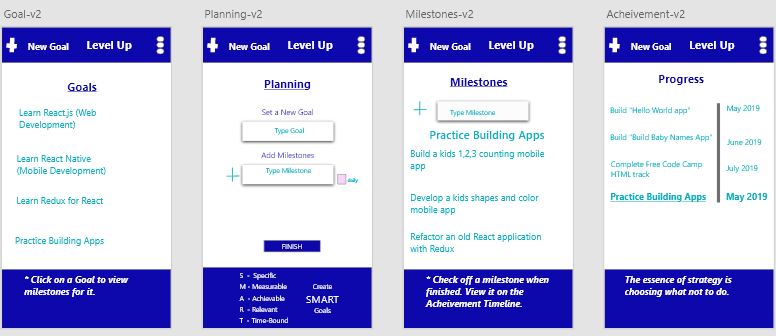 Goal-v2
New Goal
Level Up
Goals
Learn React.js (Web
Development)
Learn React Native
(Mobile Development)
Learn Redux for React
Practice Building Apps
* Click on a Goal to view
milestones for it.
Planning-v2
New Goal
Level Up
Planning
Set a New Goal
Type Goal
Add Milestones
Type Milestone
daily
FINISH
S - Specific
M - Measurable
A - Achievable
R - Relevant
T - Time-Bound
Create
SMART
Goals
Milestones-v2
New Goal
Level Up
Milestones
Type Milestone
Practice Building Apps
Build a kids 1,2,3 counting mobile
app
Develop a kids shapes and color
mobile app
Refactor an old React application
with Redux
* Check off a milestone when
finished. View it on the
Acheivement Timeline.
Acheivement-v2
New Goal
Level Up
Progress
Build "Hello World app"
May 2019
Build "Build Baby Names App"
June 2019
Complete Free Code Camp
HTML track
July 2019
Practice Building Apps
May 2019
The essence of strategy is
choosing what not to do.